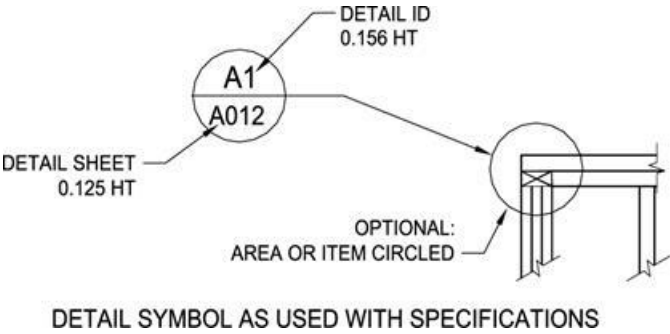 DETAIL ID
0.156 HT
A1
A012
DETAIL SHEET
0.125 HT
OPTIONAL:
AREA OR ITEM CIRCLED
DETAIL SYMBOL AS USED WITH SPECIFICATIONS